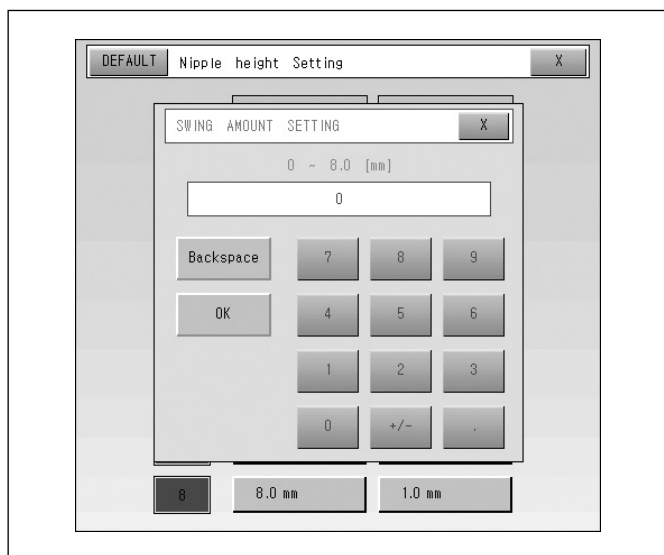 DEFAULT Nipple height Setting X
SWING AMOUNT SETTING X
0 ~ 8.0 [mm]
0
Backspace 7 8 9
OK 4 5 6
1 2 3
0 +/- .
8 8.0 mm 1.0 mm